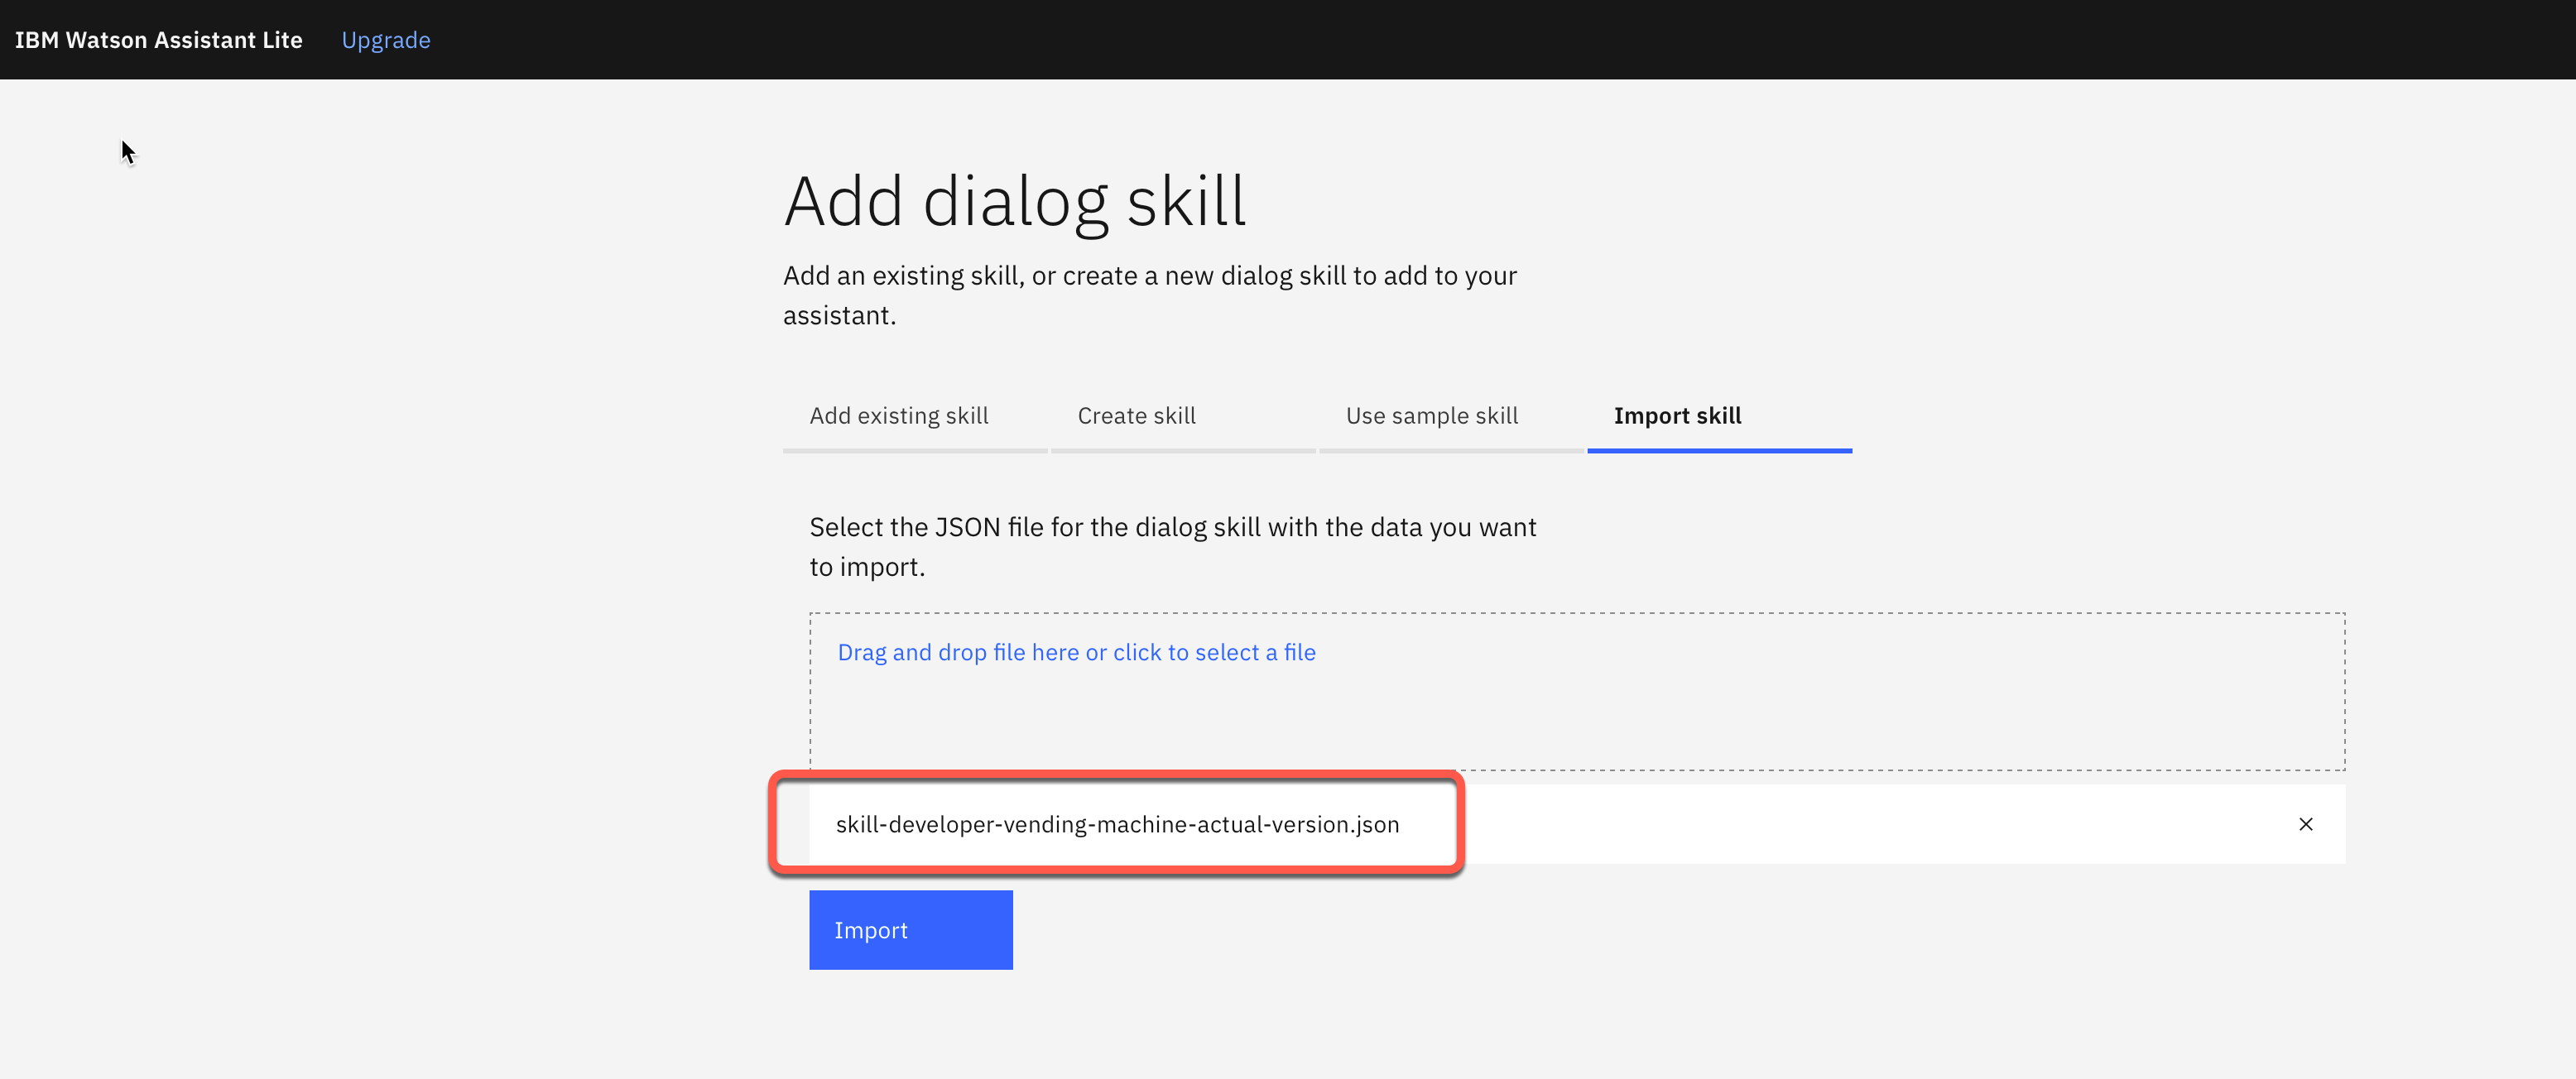 IBM Watson Assistant Lite Upgrade
Add dialog skill
Add an existing skill, or create a new dialog skill to add to your
assistant.
Add existing skill Create skill Use sample skill Import skill
Select the JSON file for the dialog skill with the data you want
to import.
Drag and drop file here or click to select a file
skill-developer-vending-machine-actual-version.json
Import